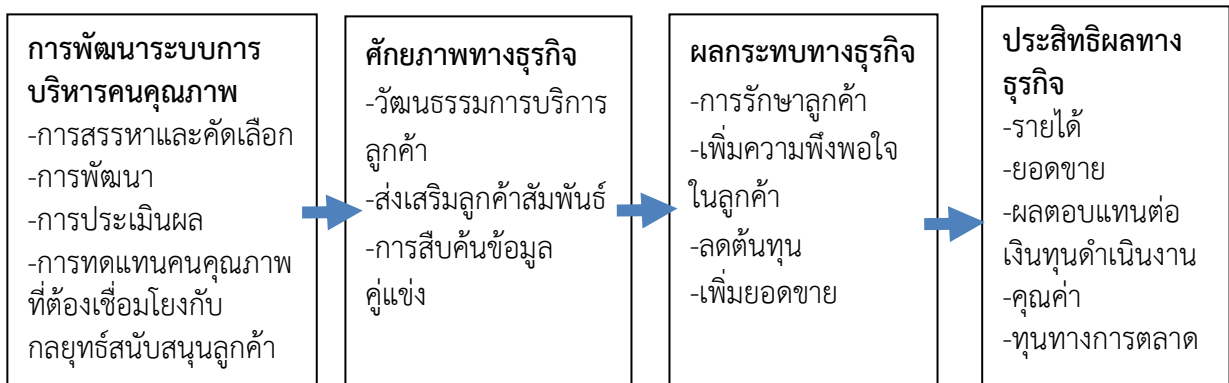 การพัฒนาระบบการ
บริหารคนคุณภาพ
-การสรรหาและคัดเลือก
-การพัฒนา
-การประเมินผล
-การทดแทนคนคุณภาพ
ที่ต้องเชื่อมโยงกับ
กลยุทธ์สนับสนุนลูกค้า
ศักยภาพทางธุรกิจ
-วัฒนธรรมการบริการ
ลูกค้า
-ส่งเสริมลูกค้าสัมพันธ์
-การสืบค้นข้อมูล
คู่แข่ง
ผลกระทบทางธุรกิจ
-การรักษาลูกค้า
-เพิ่มความพึงพอใจ
ในลูกค้า
-ลดต้นทุน
-เพิ่มยอดขาย
ประสิทธิผลทาง
ธุรกิจ
-รายได้
-ยอดขาย
-ผลตอบแทนต่อ
เงินทุนดำเนินงาน
-คุณค่า
-ทุนทางการตลาด